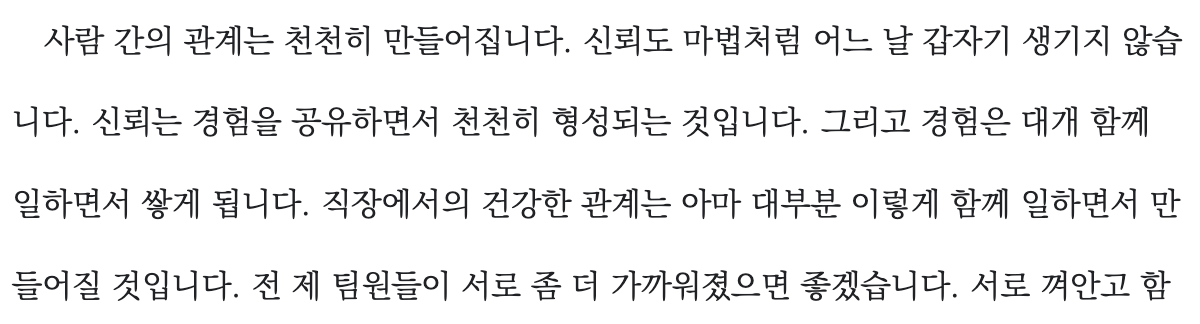 사람 간의 관계는 천천히 만들어집니다. 신뢰도 마법처럼 어느 날 갑자기 생기지 않습
니다. 신뢰는 경험을 공유하면서 천천히 형성되는 것입니다. 그리고 경험은 대개 함께
일하면서 쌓게 됩니다. 직장에서의 건강한 관계는 아마 대부분 이렇게 함께 일하면서 만
들어질 것입니다. 전 제 팀원들이 서로 좀 더 가까워졌으면 좋겠습니다. 서로 껴안고 함